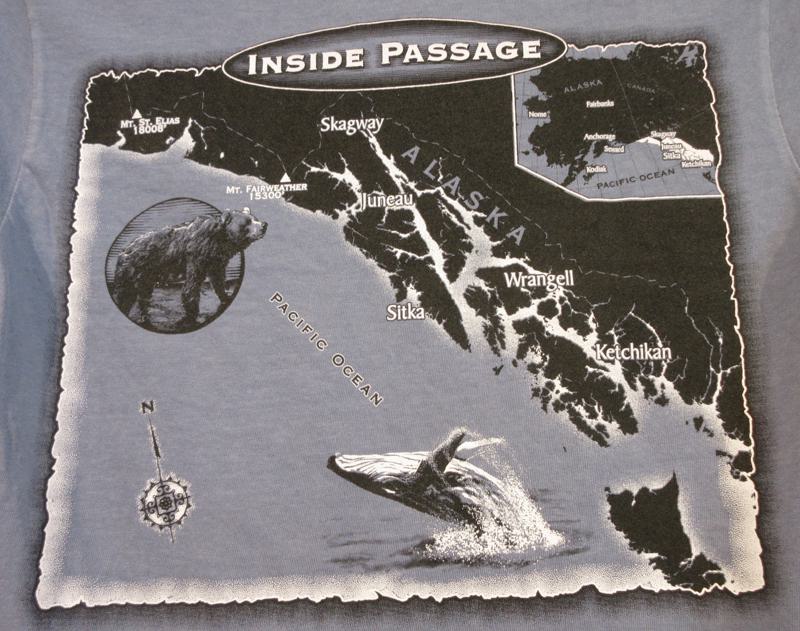 INSIDE PASSAGE
ALASKA
CANADA
Nome
Fairbanks
Anchorage
Seward
Kodiak
Skagway
Juneau
Sitka
Ketchikan
PACIFIC OCEAN
MT. ST. ELIAS
18008'
Skagway
MT. FAIRWEATHER
15300'
Juneau
ALASKA
Wrangell
Sitka
PACIFIC OCEAN
Ketchikan
N